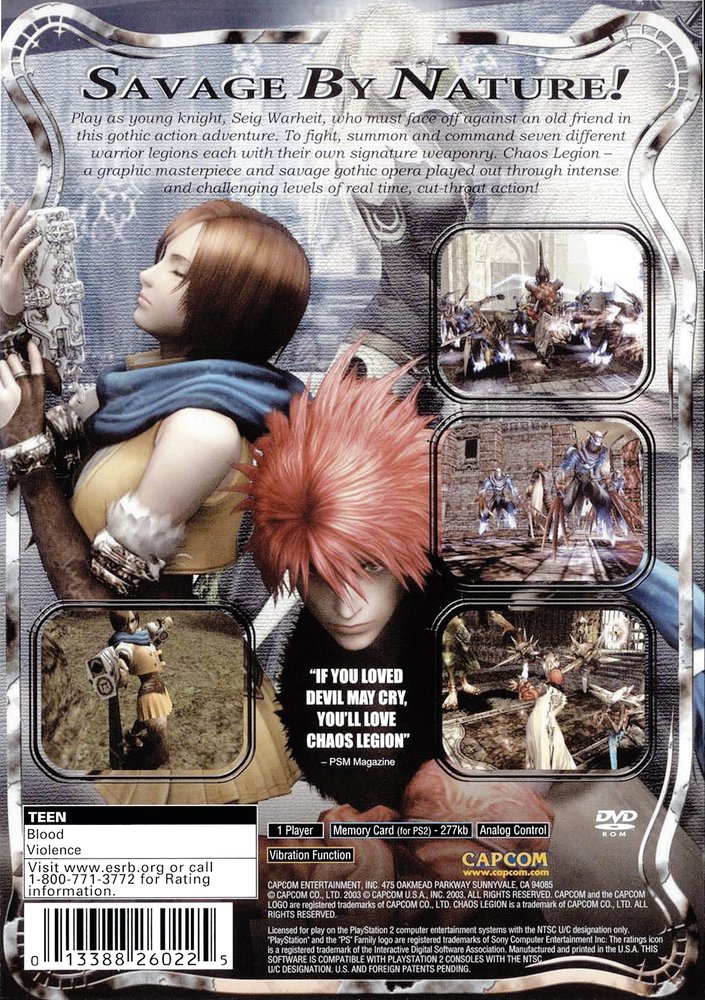 SAVAGE BY NATURE!
Play as young knight, Seig Warheit, who must face off against an old friend in
this gothic action adventure. To fight, summon and command seven different
warrior legions each with their own signature weaponry. Chaos Legion –
a graphic masterpiece and savage gothic opera played out through intense
and challenging levels of real time, cut-throat action!
“IF YOU LOVED
DEVIL MAY CRY,
YOU’LL LOVE
CHAOS LEGION”
– PSM Magazine
TEEN
Blood
Violence
Visit www.esrb.org or call
1-800-771-3772 for Rating
information.
1 Player
Memory Card (for PS2) - 277kb
Analog Control
Vibration Function
DVD
ROM
CAPCOM
www.capcom.com
CAPCOM ENTERTAINMENT, INC. 475 OAKMEAD PARKWAY SUNNYVALE, CA 94085
© CAPCOM CO., LTD. 2003 © CAPCOM U.S.A., INC. 2003. ALL RIGHTS RESERVED. CAPCOM and the CAPCOM
LOGO are registered trademarks of CAPCOM CO., LTD. CHAOS LEGION is a trademark of CAPCOM CO., LTD. ALL
RIGHTS RESERVED.
Licensed for play on the PlayStation 2 computer entertainment systems with the NTSC U/C designation only.
"PlayStation" and the "PS" Family logo are registered trademarks of Sony Computer Entertainment Inc. The ratings icon
is a registered trademark of the Interactive Digital Software Association. Manufactured and printed in the U.S.A. THIS
SOFTWARE IS COMPATIBLE WITH PLAYSTATION 2 CONSOLES WITH THE NTSC
U/C DESIGNATION. U.S. AND FOREIGN PATENTS PENDING.
0 13388 26022 5